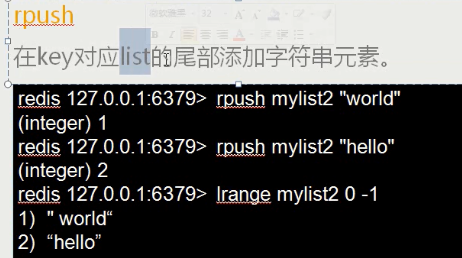 rpush
在key对应list的尾部添加字符串元素。
redis 127.0.0.1:6379> rpush mylist2 "world"
(integer) 1
redis 127.0.0.1:6379> rpush mylist2 "hello"
(integer) 2
redis 127.0.0.1:6379> lrange mylist2 0 -1
1) " world“
2) “hello”